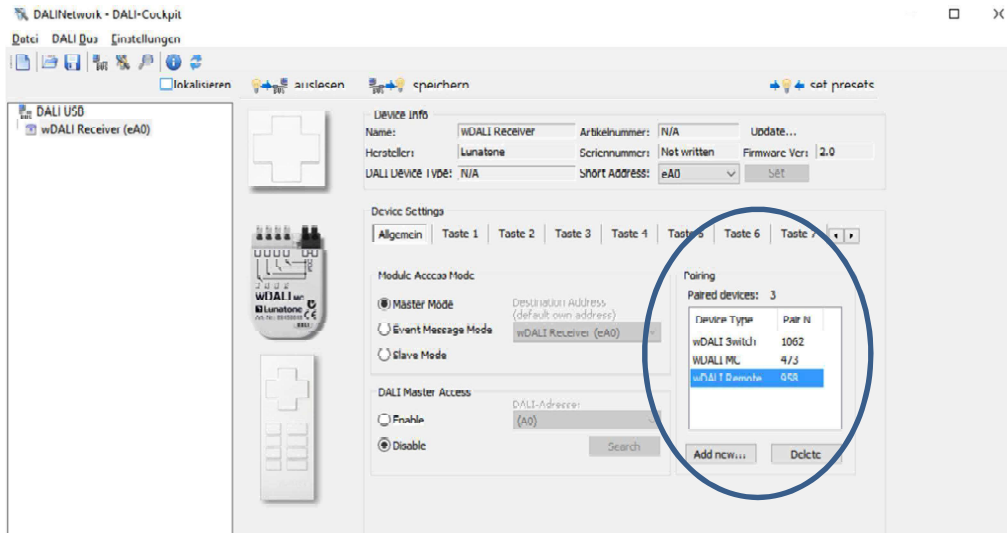 DALINetwork - DALI-Cockpit
Datei DALI Bus Einstellungen
lokalisieren auslesen speichern set presets
DALI USB
wDALI Receiver (eA0)
Device Info
Name: wDALI Receiver Artikelnummer: N/A Update...
Hersteller: Lunatone Seriennummer: Not written Firmware Ver: 2.0
DALI Device Type: N/A Short Address: eA0 Set
Device Settings
Allgemein Taste 1 Taste 2 Taste 3 Taste 4 Taste 5 Taste 6 Taste 7
Module Access Mode
Master Mode
Destination Address
(default own address)
Event Message Mode
wDALI Receiver (eA0)
Slave Mode
DALI Master Access
DALI-Adresse:
Enable
(A0)
Disable
Search
Pairing
Paired devices: 3
Device Type Pair N
wDALI Switch 1062
wDALI MC 473
wDALI Remote 958
Add new... Delete
wDALI MC
Lunatone